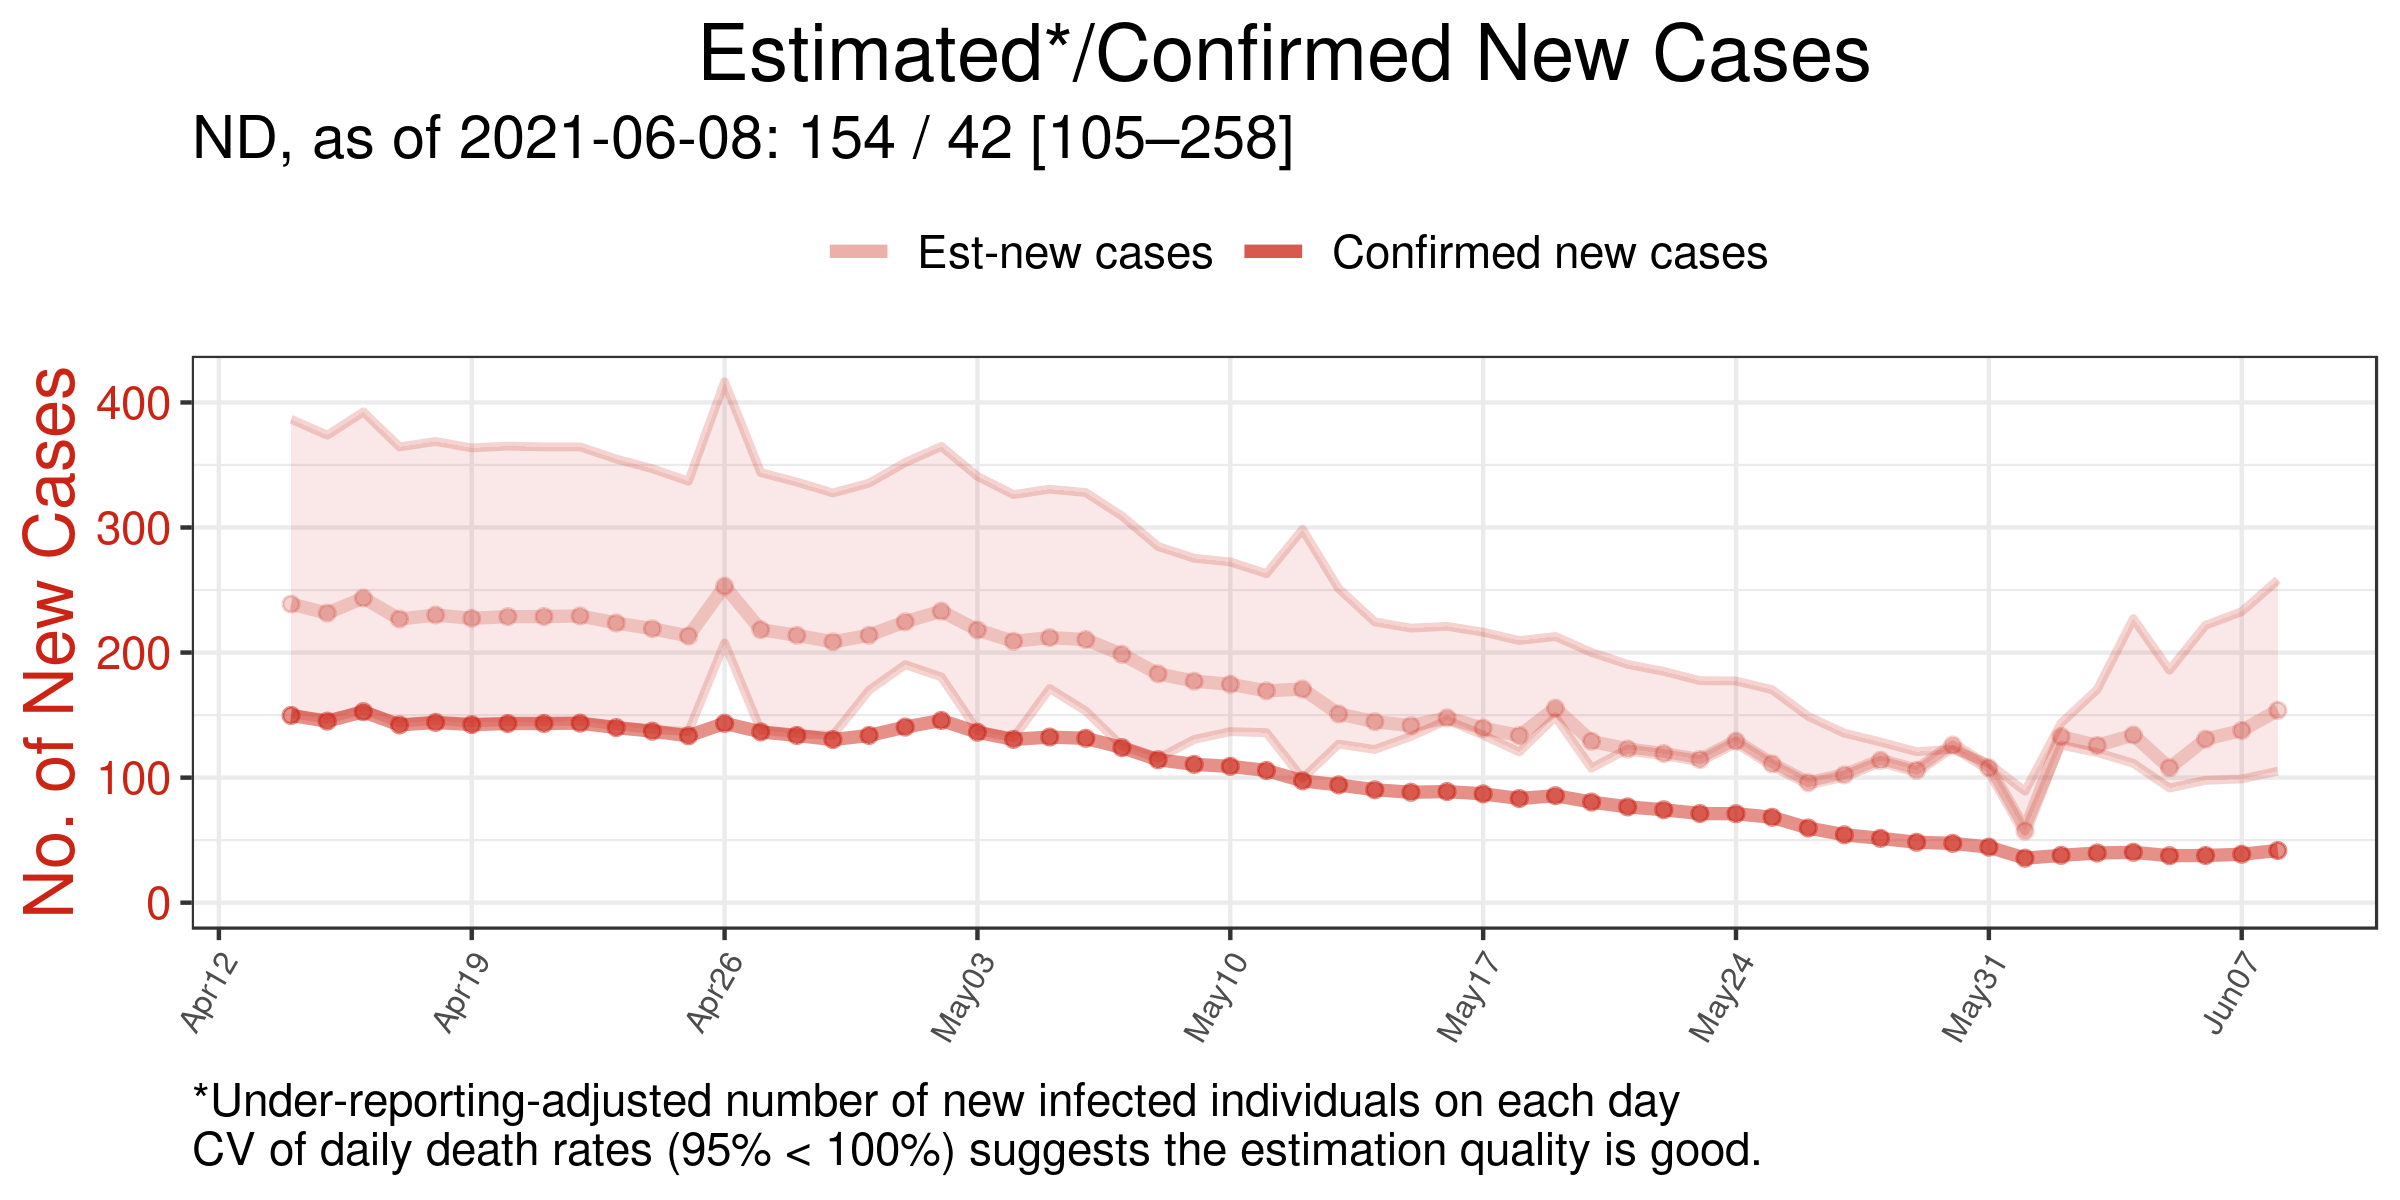 Estimated*/Confirmed New Cases
ND, as of 2021-06-08: 154 / 42 [105–258]
Est-new cases Confirmed new cases
No. of New Cases
400
300
200
100
0
Apr12 Apr19 Apr26 May03 May10 May17 May24 May31 Jun07
*Under-reporting-adjusted number of new infected individuals on each day
CV of daily death rates (95% < 100%) suggests the estimation quality is good.